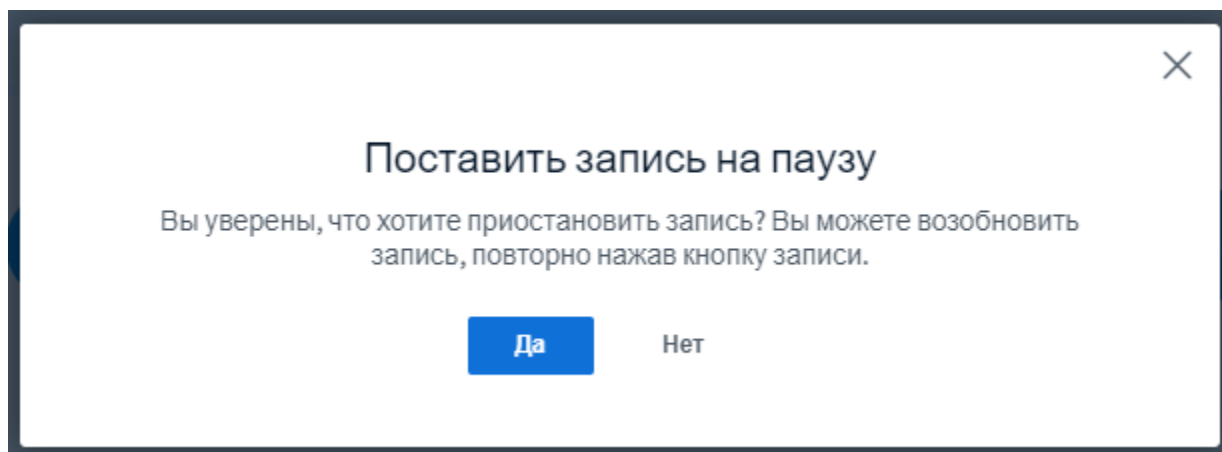 Поставить запись на паузу
Вы уверены, что хотите приостановить запись? Вы можете возобновить
запись, повторно нажав кнопку записи.
Да Нет